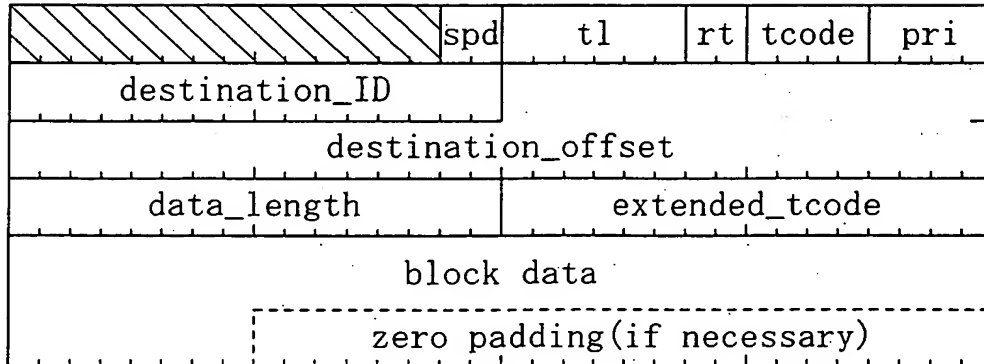 spd tl rt tcode pri
destination_ID
destination_offset
data_length extended_tcode
block data
zero padding(if necessary)